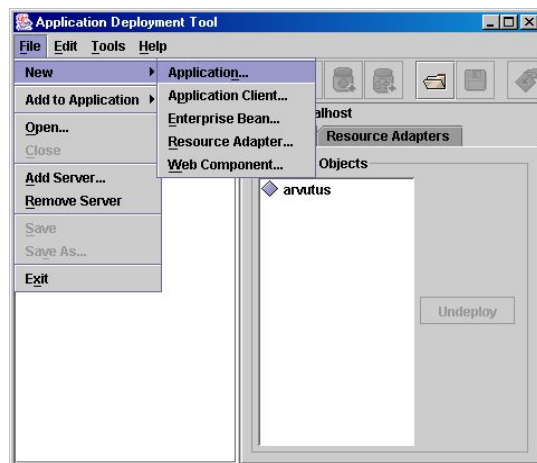 Application Deployment Tool
File Edit Tools Help
New
Add to Application
Open...
Close
Add Server...
Remove Server
Save
Save As...
Exit
Application...
Application Client...
Enterprise Bean...
Resource Adapter...
Web Component...
Resource Adapters
Objects
arvutus
Undeploy